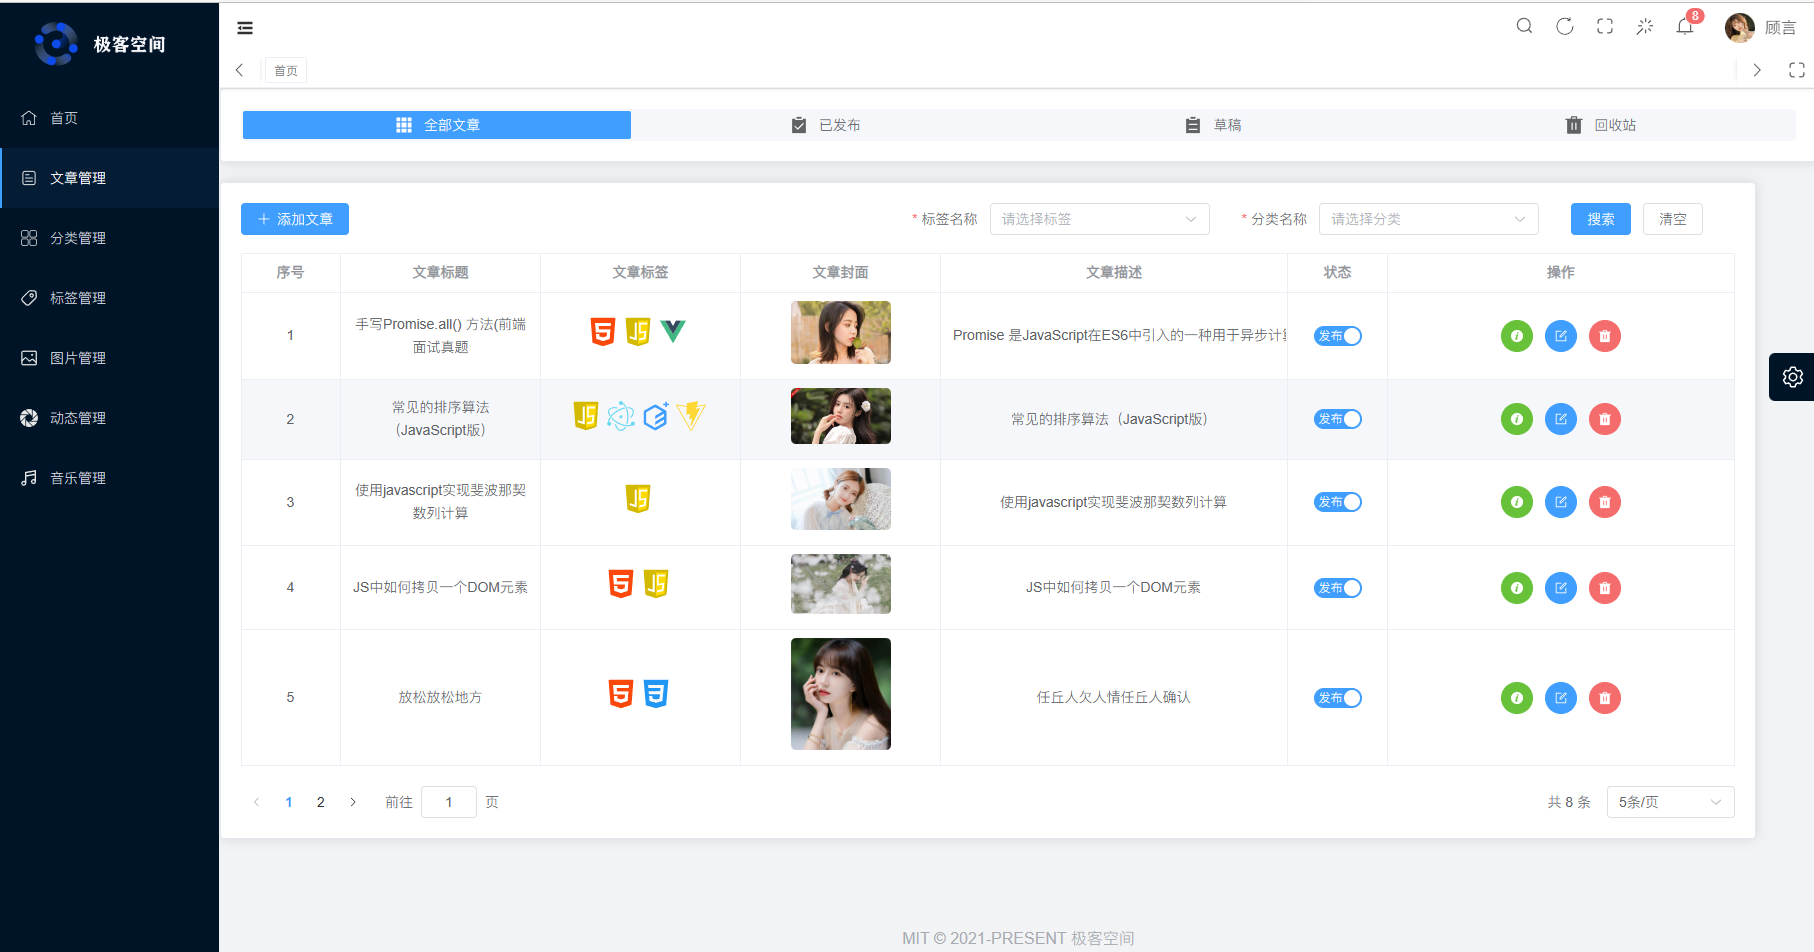 极客空间
8
顾言
首页
首页
文章管理
分类管理
标签管理
图片管理
动态管理
音乐管理
全部文章
已发布
草稿
回收站
添加文章
* 标签名称
请选择标签
* 分类名称
请选择分类
搜索
清空
序号 文章标题 文章标签 文章封面 文章描述 状态 操作
1
手写Promise.all() 方法(前端
面试真题
Promise 是JavaScript在ES6中引入的一种用于异步计
发布
2
常见的排序算法
（JavaScript版）
常见的排序算法（JavaScript版）
发布
3
使用javascript实现斐波那契
数列计算
使用javascript实现斐波那契数列计算
发布
4
JS中如何拷贝一个DOM元素
JS中如何拷贝一个DOM元素
发布
5
放松放松地方
任丘人欠人情任丘人确认
发布
1 2 前往 1 页
共 8 条
5条/页
MIT © 2021-PRESENT 极客空间